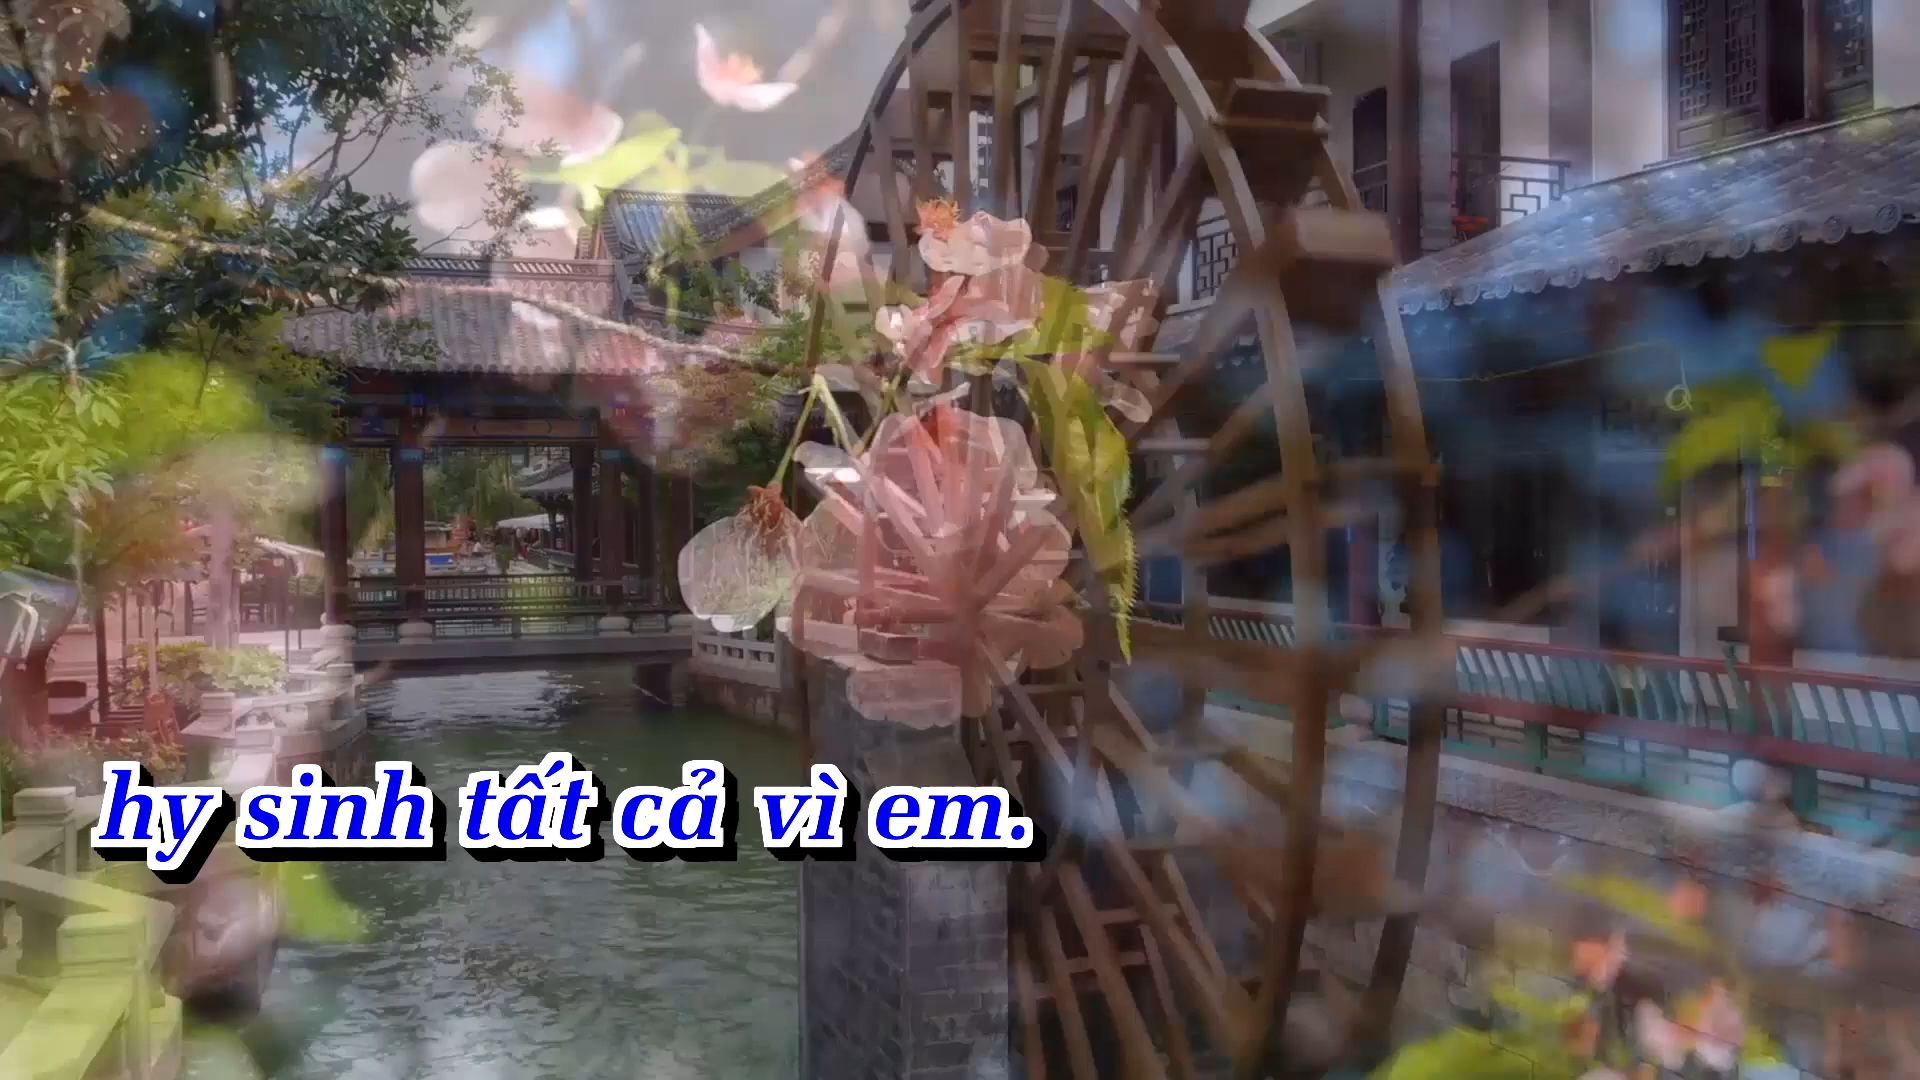 hy sinh tất cả vì em.